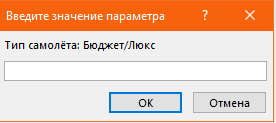 Введите значение параметра ? ×
Тип самолёта: Бюджет/Люкс
ОК Отмена